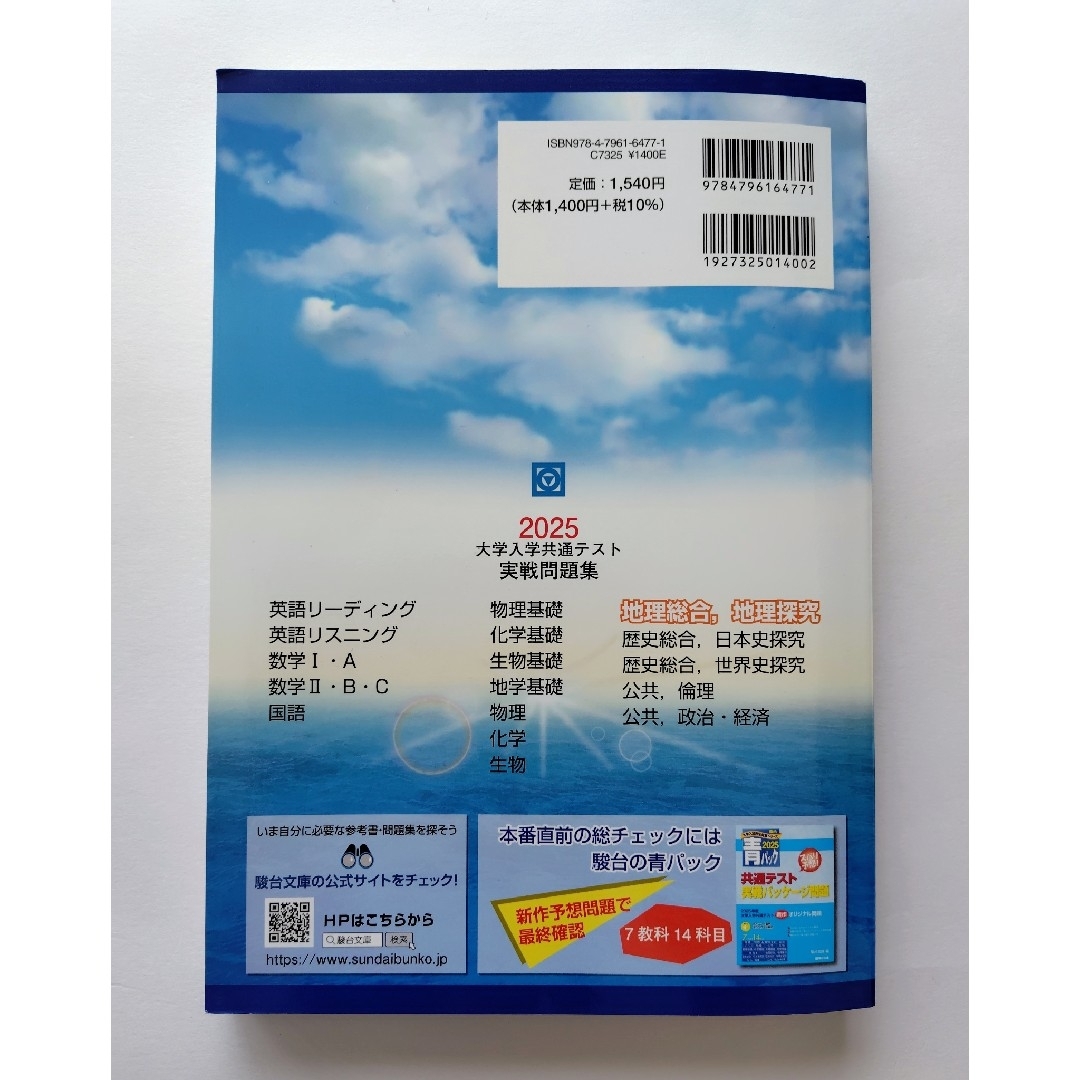 ISBN978-4-7961-6477-1
C7325 ¥1400E
定価：1,540円
（本体1,400円＋税10％）
9784796164771
1927325014002
2025
大学入学共通テスト
実戦問題集
英語リーディング
英語リスニング
数学Ⅰ・A
数学Ⅱ・B・C
国語
物理基礎
化学基礎
生物基礎
地学基礎
物理
化学
生物
地理総合，地理探究
歴史総合，日本史探究
歴史総合，世界史探究
公共，倫理
公共，政治・経済
いま自分に必要な参考書・問題集を探そう
駿台文庫の公式サイトをチェック！
HPはこちらから
駿台文庫 検索
https://www.sundaibunko.jp
本番直前の総チェックには
駿台の青パック
新作予想問題で
最終確認
7教科14科目
2025
青パック
共通テスト
実戦パッケージ問題